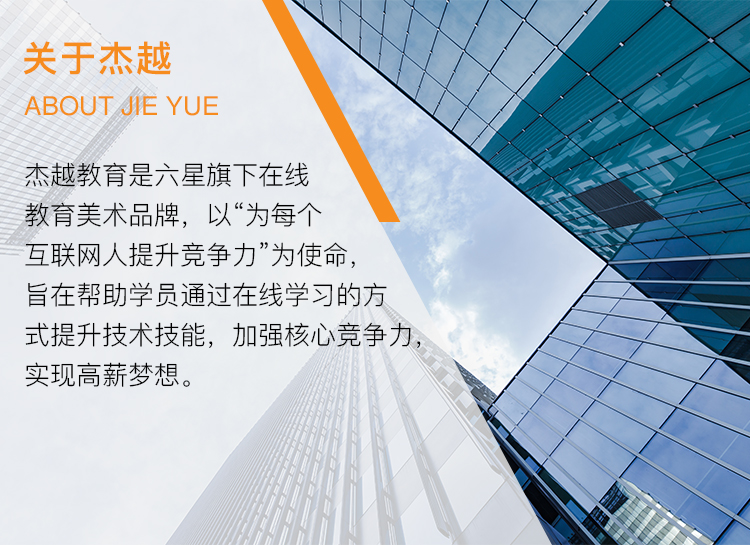 关于杰越
ABOUT JIE YUE
杰越教育是六星旗下在线
教育美术品牌，以“为每个
互联网人提升竞争力”为使命，
旨在帮助学员通过在线学习的方
式提升技术技能，加强核心竞争力，
实现高薪梦想。